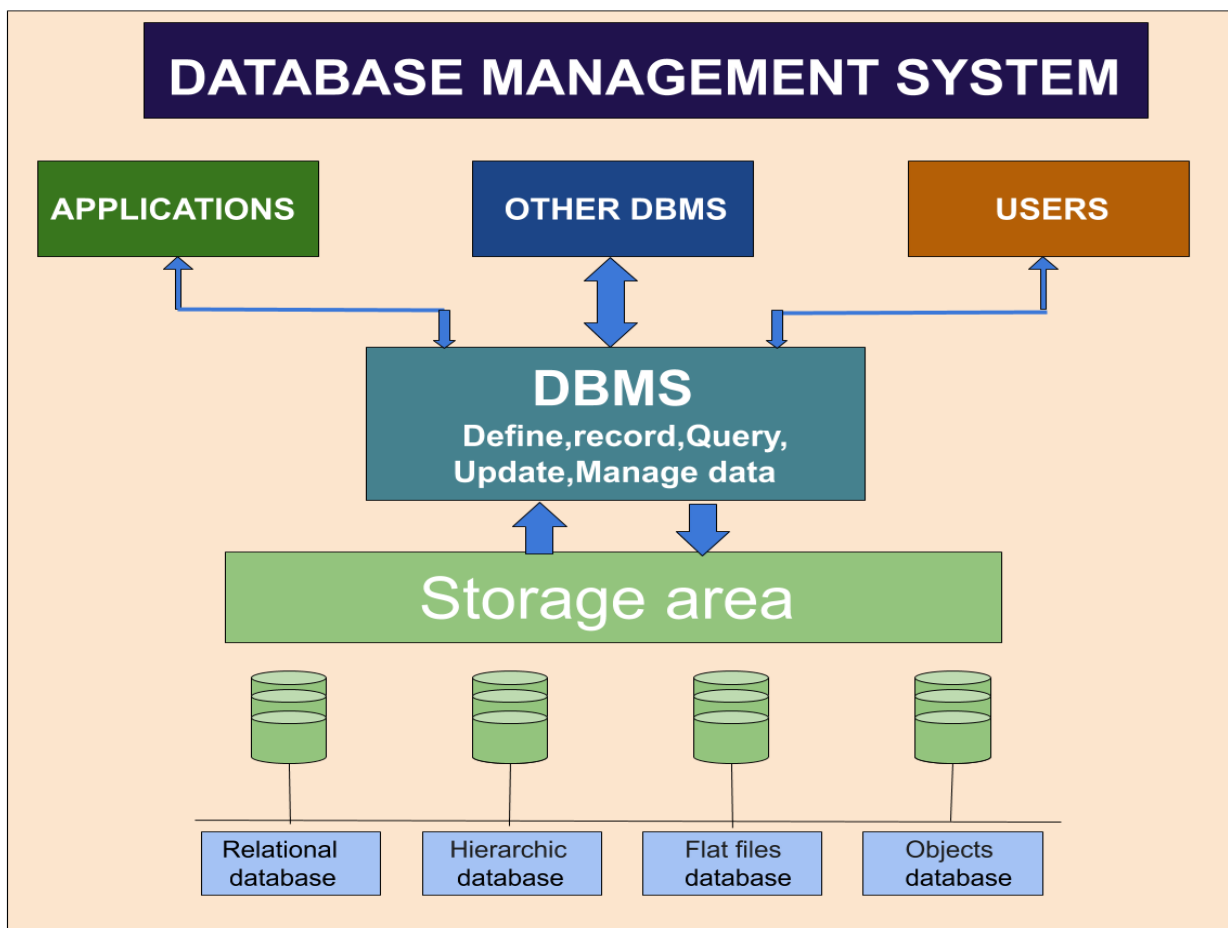 DATABASE MANAGEMENT SYSTEM
APPLICATIONS
OTHER DBMS
USERS
DBMS
Define,record,Query,
Update,Manage data
Storage area
Relational
database
Hierarchic
database
Flat files
database
Objects
database